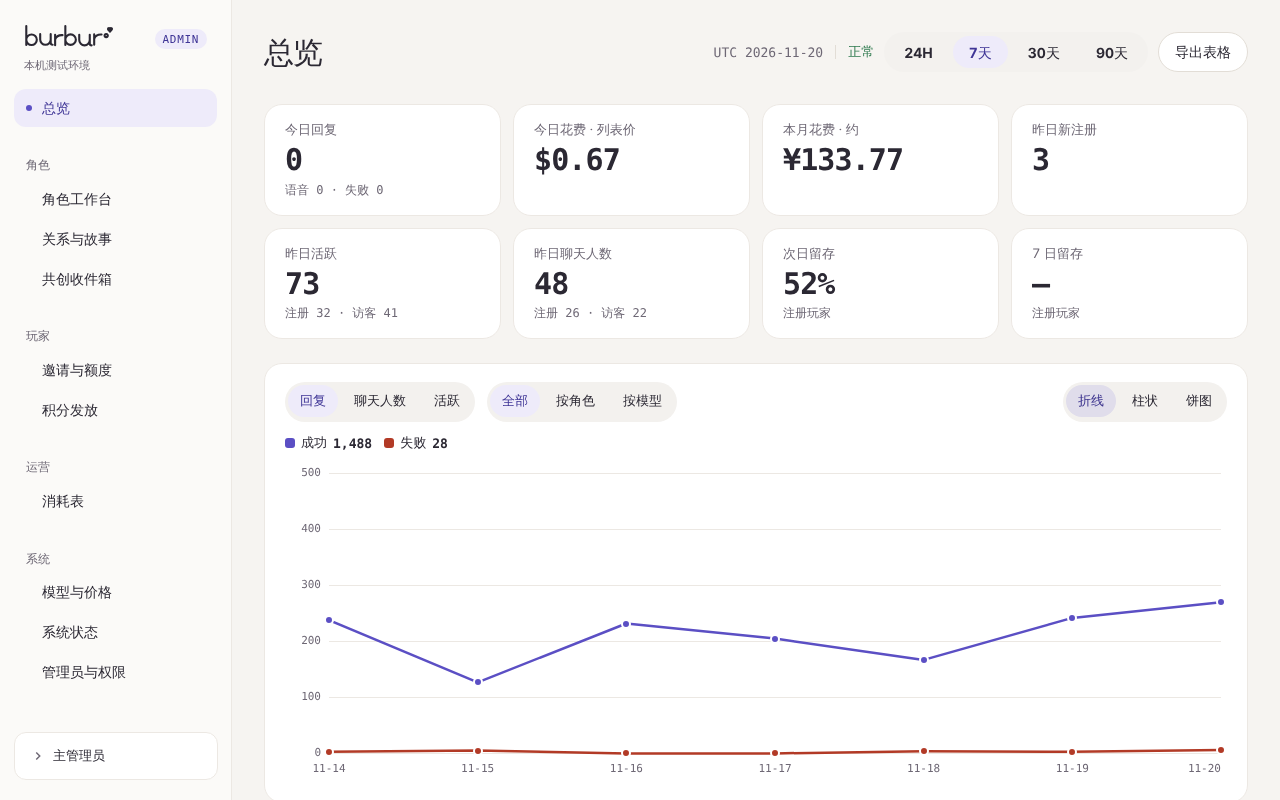 burbur
ADMIN
本机测试环境
总览
角色
角色工作台
关系与故事
共创收件箱
玩家
邀请与额度
积分发放
运营
消耗表
系统
模型与价格
系统状态
管理员与权限
主管理员
总览
UTC 2026-11-20
正常
24H 7天 30天 90天
导出表格
今日回复
0
语音 0 · 失败 0
今日花费 · 列表价
$0.67
本月花费 · 约
¥133.77
昨日新注册
3
昨日活跃
73
注册 32 · 访客 41
昨日聊天人数
48
注册 26 · 访客 22
次日留存
52%
注册玩家
7 日留存
—
注册玩家
回复 聊天人数 活跃
全部 按角色 按模型
折线 柱状 饼图
成功 1,488 失败 28
500
400
300
200
100
0
11-14 11-15 11-16 11-17 11-18 11-19 11-20